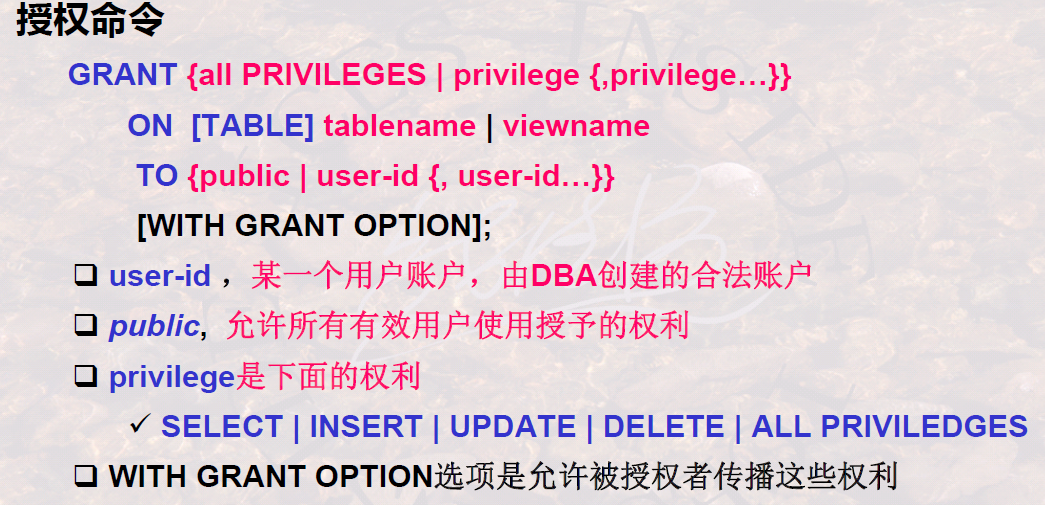 授权命令
GRANT {all PRIVILEGES | privilege {,privilege…}}
ON [TABLE] tablename | viewname
TO {public | user-id {, user-id…}}
[WITH GRANT OPTION];
❑ user-id ，某一个用户账户，由DBA创建的合法账户
❑ public, 允许所有有效用户使用授予的权利
❑ privilege是下面的权利
✓ SELECT | INSERT | UPDATE | DELETE | ALL PRIVILEDGES
❑ WITH GRANT OPTION选项是允许被授权者传播这些权利